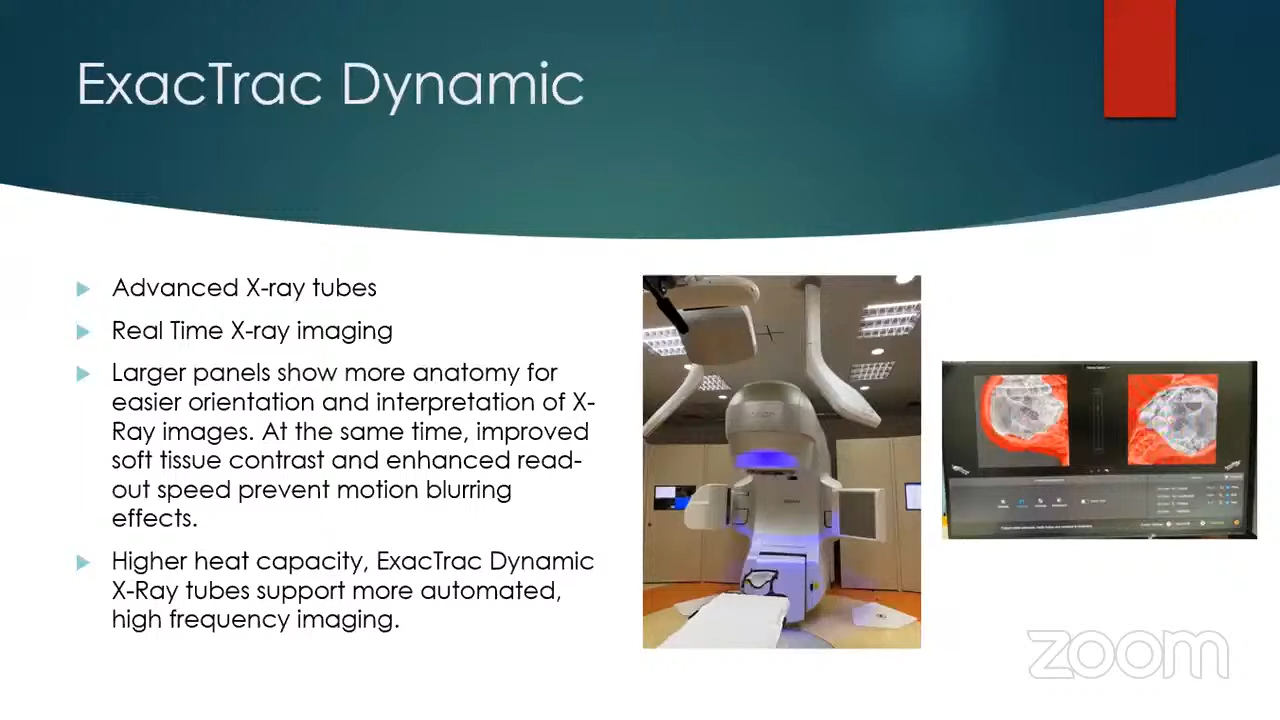 ExacTrac Dynamic
Advanced X-ray tubes
Real Time X-ray imaging
Larger panels show more anatomy for
easier orientation and interpretation of X-
Ray images. At the same time, improved
soft tissue contrast and enhanced read-
out speed prevent motion blurring
effects.
Higher heat capacity, ExacTrac Dynamic
X-Ray tubes support more automated,
high frequency imaging.
zoom